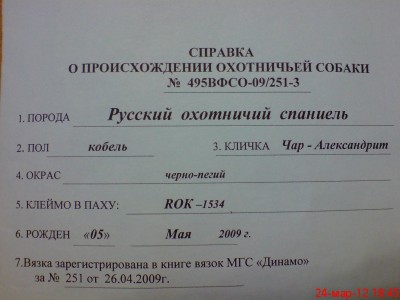 СПРАВКА
О ПРОИСХОЖДЕНИИ ОХОТНИЧЬЕЙ СОБАКИ
№ 495ВФСО-09/251-3
1. ПОРОДА Русский охотничий спаниель
2. ПОЛ кобель 3. КЛИЧКА Чар - Александрит
4. ОКРАС черно-пегий
5. КЛЕЙМО В ПАХУ: ROK –1534
6. РОЖДЕН «05» Мая 2009 г.
7.Вязка зарегистрирована в книге вязок МГС «Динамо»
за № 251 от 26.04.2009г.